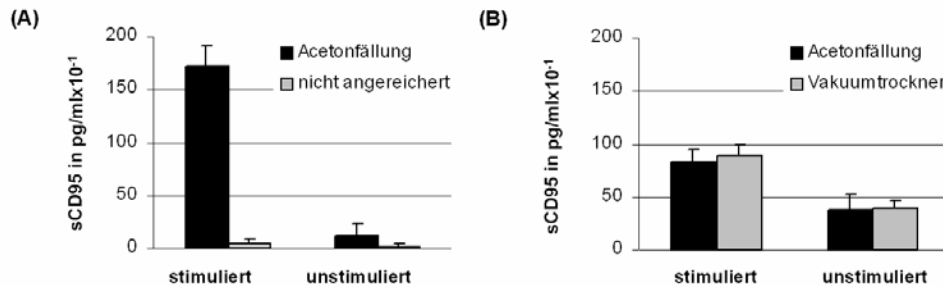 (A)
sCD95 in pg/mlx10⁻¹
200
150
100
50
0
Acetonfällung
nicht angereichert
stimuliert unstimuliert
(B)
sCD95 in pg/mlx10⁻¹
200
150
100
50
0
Acetonfällung
Vakuumtrockner
stimuliert unstimuliert